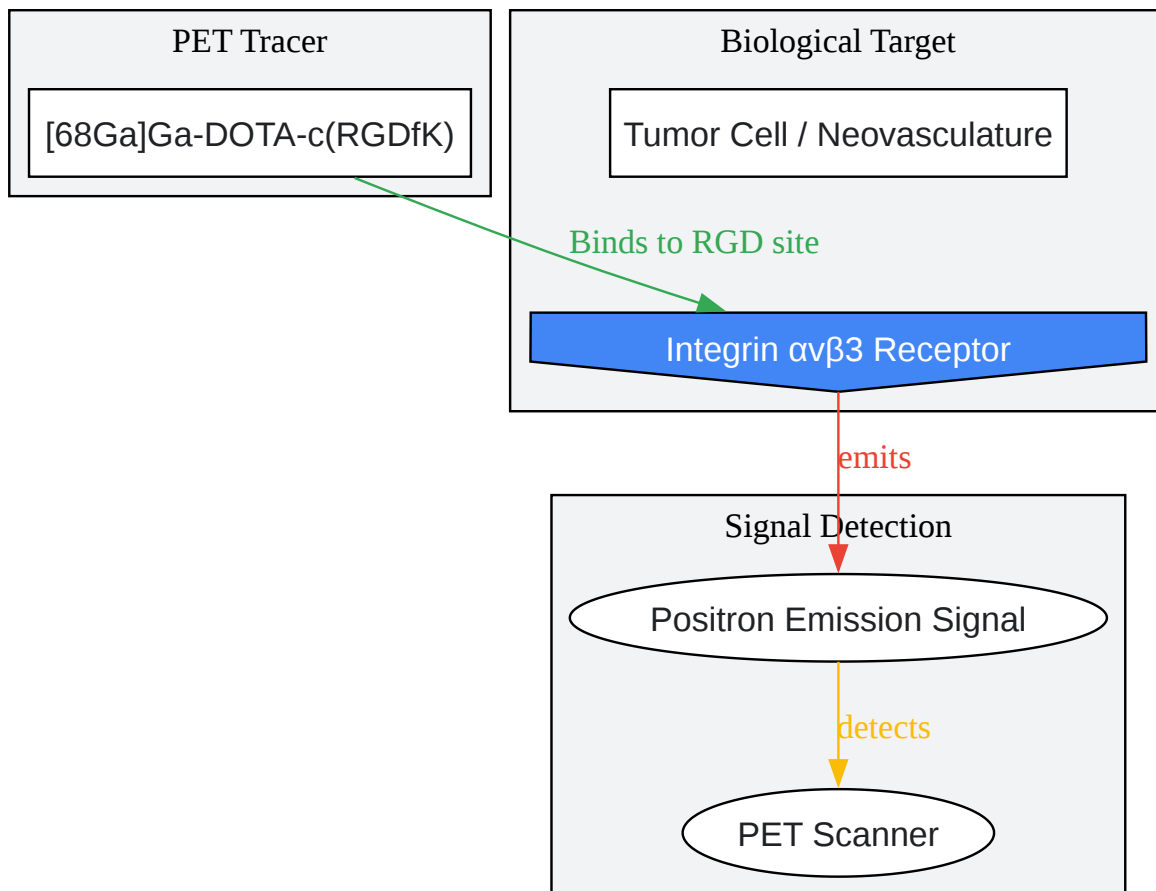 PET Tracer
[68Ga]Ga-DOTA-c(RGDfK)
Biological Target
Tumor Cell / Neovasculature
Binds to RGD site
Integrin αvβ3 Receptor
emits
Signal Detection
Positron Emission Signal
detects
PET Scanner